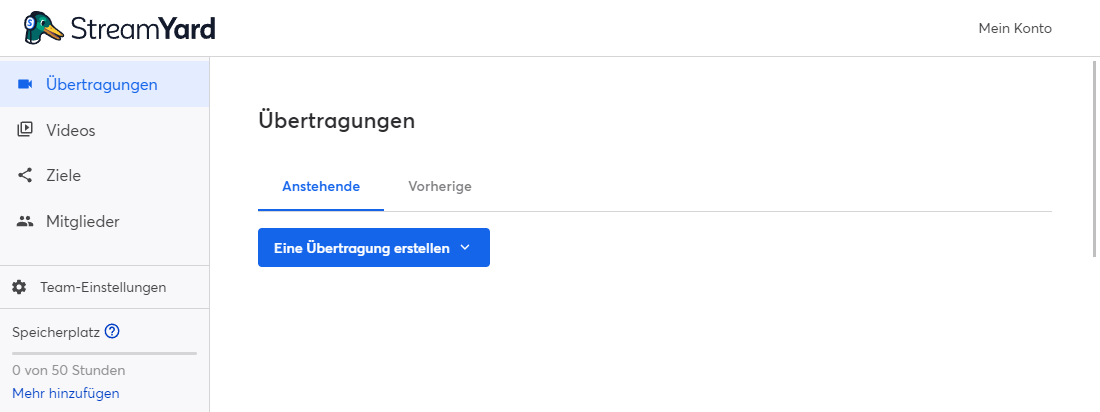 StreamYard
Mein Konto
Übertragungen
Videos
Ziele
Mitglieder
Team-Einstellungen
Speicherplatz ?
0 von 50 Stunden
Mehr hinzufügen
Übertragungen
Anstehende Vorherige
Eine Übertragung erstellen